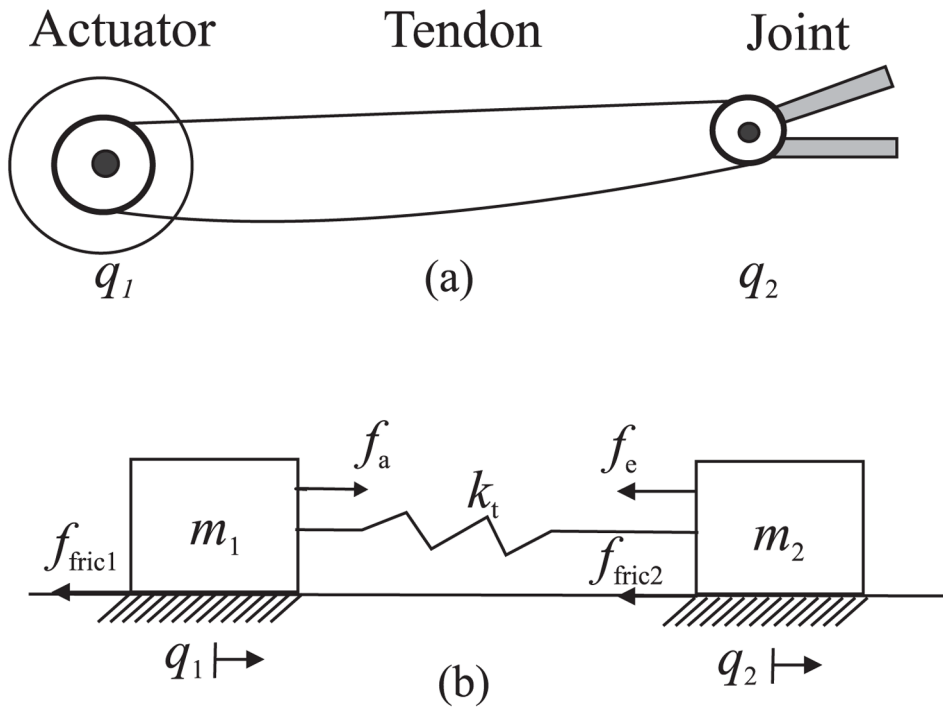 Actuator Tendon Joint
q1 (a) q2
fa fe
kt
m1 m2
ffric1 ffric2
q1 q2
(b)